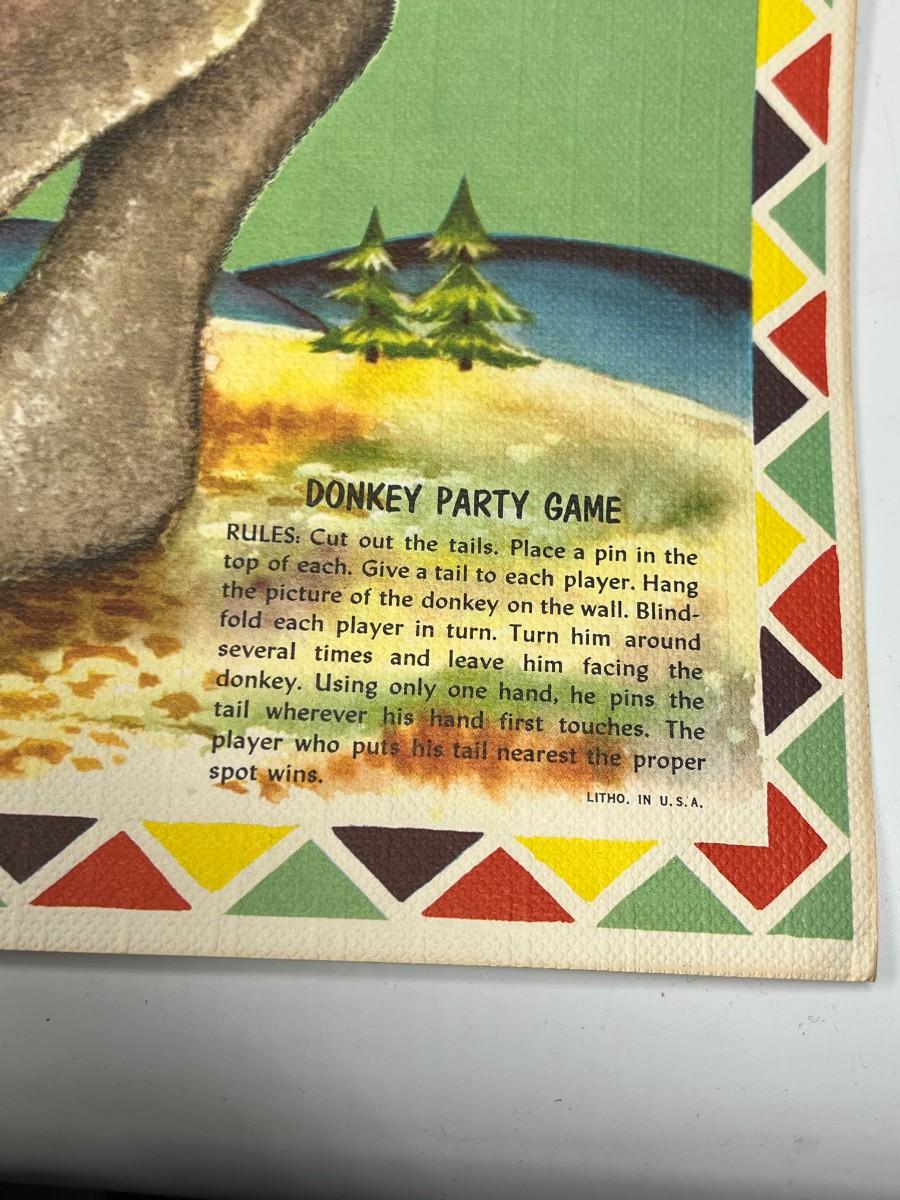 DONKEY PARTY GAME
RULES: Cut out the tails. Place a pin in the
top of each. Give a tail to each player. Hang
the picture of the donkey on the wall. Blind-
fold each player in turn. Turn him around
several times and leave him facing the
donkey. Using only one hand, he pins the
tail wherever his hand first touches. The
player who puts his tail nearest the proper
spot wins.
LITHO. IN U.S.A.